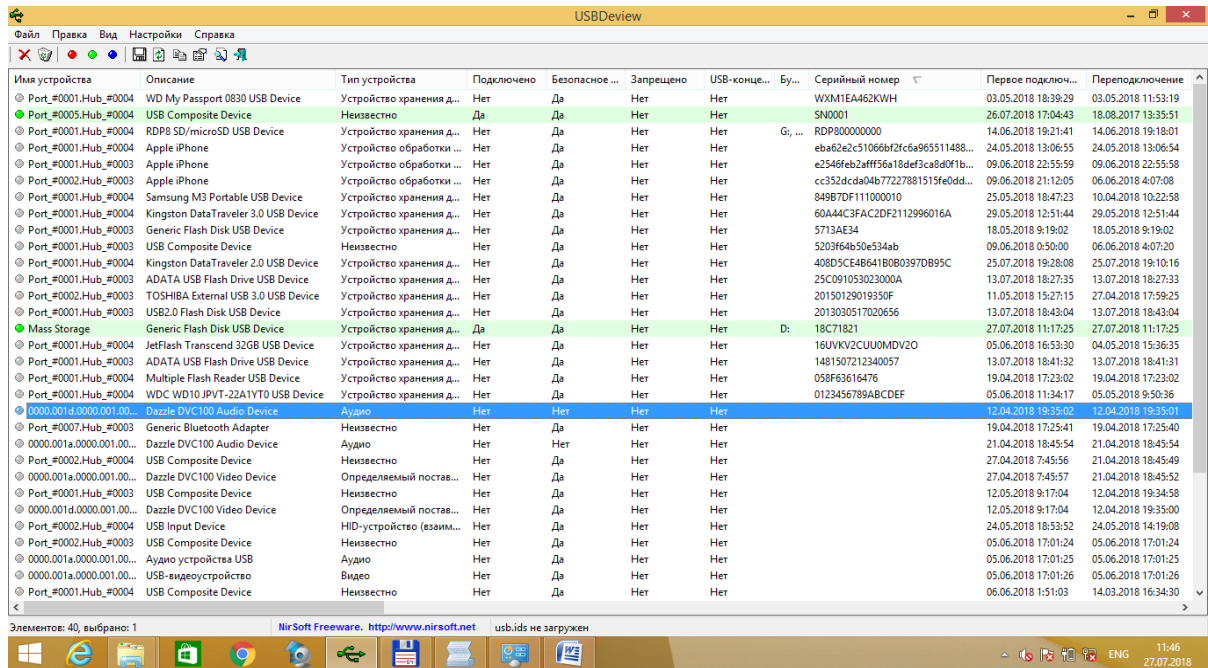 USBDeview
Файл Правка Вид Настройки Справка
Имя устройства Описание Тип устройства Подключено Безопасное ... Запрещено USB-конце... Бу... Серийный номер Первое подключ... Переподключение
Port_#0001.Hub_#0004 WD My Passport 0830 USB Device Устройство хранения д... Нет Да Нет Нет WXM1EA462KWH 03.05.2018 18:39:29 03.05.2018 11:53:19
Port_#0005.Hub_#0004 USB Composite Device Неизвестно Да Да Нет Нет SN0001 26.07.2018 17:04:43 18.08.2017 13:35:51
Port_#0001.Hub_#0004 RDP8 SD/microSD USB Device Устройство хранения д... Нет Да Нет Нет G:, ... RDP800000000 14.06.2018 19:21:41 14.06.2018 19:18:01
Port_#0001.Hub_#0004 Apple iPhone Устройство обработки ... Нет Да Нет Нет eba62e2c51066bf2fc6a965511488... 24.05.2018 13:06:55 24.05.2018 13:06:54
Port_#0001.Hub_#0003 Apple iPhone Устройство обработки ... Нет Да Нет Нет e2546feb2afff56a18def3ca8d0f1b... 09.06.2018 22:55:59 09.06.2018 22:55:58
Port_#0002.Hub_#0003 Apple iPhone Устройство обработки ... Нет Да Нет Нет cc352dcda04b77227881515fe0dd... 09.06.2018 21:12:05 06.06.2018 4:07:08
Port_#0001.Hub_#0004 Samsung M3 Portable USB Device Устройство хранения д... Нет Да Нет Нет 849B7DF111000010 25.05.2018 18:47:23 10.04.2018 10:22:58
Port_#0001.Hub_#0004 Kingston DataTraveler 3.0 USB Device Устройство хранения д... Нет Да Нет Нет 60A44C3FAC2DF2112996016A 29.05.2018 12:51:44 29.05.2018 12:51:44
Port_#0001.Hub_#0003 Generic Flash Disk USB Device Устройство хранения д... Нет Да Нет Нет 5713AE34 18.05.2018 9:19:02 18.05.2018 9:19:02
Port_#0001.Hub_#0003 USB Composite Device Неизвестно Нет Да Нет Нет 5203f64b50e534ab 09.06.2018 0:50:00 06.06.2018 4:07:20
Port_#0001.Hub_#0004 Kingston DataTraveler 2.0 USB Device Устройство хранения д... Нет Да Нет Нет 408D5CE4B641B0B0397DB95C 25.07.2018 19:28:08 25.07.2018 19:10:16
Port_#0001.Hub_#0003 ADATA USB Flash Drive USB Device Устройство хранения д... Нет Да Нет Нет 25C091053023000A 13.07.2018 18:27:35 13.07.2018 18:27:33
Port_#0002.Hub_#0003 TOSHIBA External USB 3.0 USB Device Устройство хранения д... Нет Да Нет Нет 20150129019350F 11.05.2018 15:27:15 27.04.2018 17:59:25
Port_#0001.Hub_#0003 USB2.0 Flash Disk USB Device Устройство хранения д... Нет Да Нет Нет 2013030517020656 13.07.2018 18:43:04 13.07.2018 18:43:04
Mass Storage Generic Flash Disk USB Device Устройство хранения д... Да Да Нет Нет D: 18C71821 27.07.2018 11:17:25 27.07.2018 11:17:25
Port_#0001.Hub_#0004 JetFlash Transcend 32GB USB Device Устройство хранения д... Нет Да Нет Нет 16UVKV2CUU0MDV2O 05.06.2018 16:53:30 04.05.2018 15:36:35
Port_#0001.Hub_#0003 ADATA USB Flash Drive USB Device Устройство хранения д... Нет Да Нет Нет 1481507212340057 13.07.2018 18:41:32 13.07.2018 18:41:31
Port_#0001.Hub_#0004 Multiple Flash Reader USB Device Устройство хранения д... Нет Да Нет Нет 058F63616476 19.04.2018 17:23:02 19.04.2018 17:23:02
Port_#0001.Hub_#0004 WDC WD10 JPVT-22A1YT0 USB Device Устройство хранения д... Нет Да Нет Нет 0123456789ABCDEF 05.06.2018 11:34:17 05.05.2018 9:50:36
0000.001d.0000.001.00... Dazzle DVC100 Audio Device Аудио Нет Нет Нет Нет 12.04.2018 19:35:02 12.04.2018 19:35:01
Port_#0007.Hub_#0003 Generic Bluetooth Adapter Неизвестно Нет Да Нет Нет 19.04.2018 17:25:41 19.04.2018 17:25:40
0000.001a.0000.001.00... Dazzle DVC100 Audio Device Аудио Нет Нет Нет Нет 21.04.2018 18:45:54 21.04.2018 18:45:54
Port_#0002.Hub_#0004 USB Composite Device Неизвестно Нет Да Нет Нет 27.04.2018 7:45:56 21.04.2018 18:45:49
0000.001a.0000.001.00... Dazzle DVC100 Video Device Определяемый постав... Нет Да Нет Нет 27.04.2018 7:45:57 21.04.2018 18:45:52
Port_#0001.Hub_#0003 USB Composite Device Неизвестно Нет Да Нет Нет 12.05.2018 9:17:04 12.04.2018 19:34:58
0000.001d.0000.001.00... Dazzle DVC100 Video Device Определяемый постав... Нет Да Нет Нет 12.05.2018 9:17:04 12.04.2018 19:35:00
Port_#0002.Hub_#0004 USB Input Device HID-устройство (взаим... Нет Да Нет Нет 24.05.2018 18:53:52 24.05.2018 14:19:08
Port_#0002.Hub_#0003 USB Composite Device Неизвестно Нет Да Нет Нет 05.06.2018 17:01:24 05.06.2018 17:01:24
0000.001a.0000.001.00... Аудио устройства USB Аудио Нет Да Нет Нет 05.06.2018 17:01:25 05.06.2018 17:01:25
0000.001a.0000.001.00... USB-видеоустройство Видео Нет Да Нет Нет 05.06.2018 17:01:26 05.06.2018 17:01:26
Port_#0001.Hub_#0004 USB Composite Device Неизвестно Нет Да Нет Нет 06.06.2018 1:51:03 14.03.2018 16:34:30
Элементов: 40, выбрано: 1 NirSoft Freeware. http://www.nirsoft.net usb.ids не загружен
ENG 11:46
27.07.2018